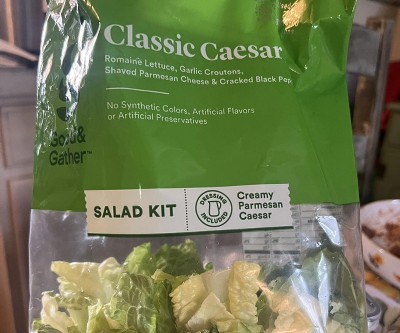 Classic Caesar
Romaine Lettuce, Garlic Croutons,
Shaved Parmesan Cheese & Cracked Black
No Synthetic Colors, Artificial Flavors
or Artificial Preservatives
Good &
Gather™
SALAD KIT
DRESSING
INCLUDED
Creamy
Parmesan
Caesar